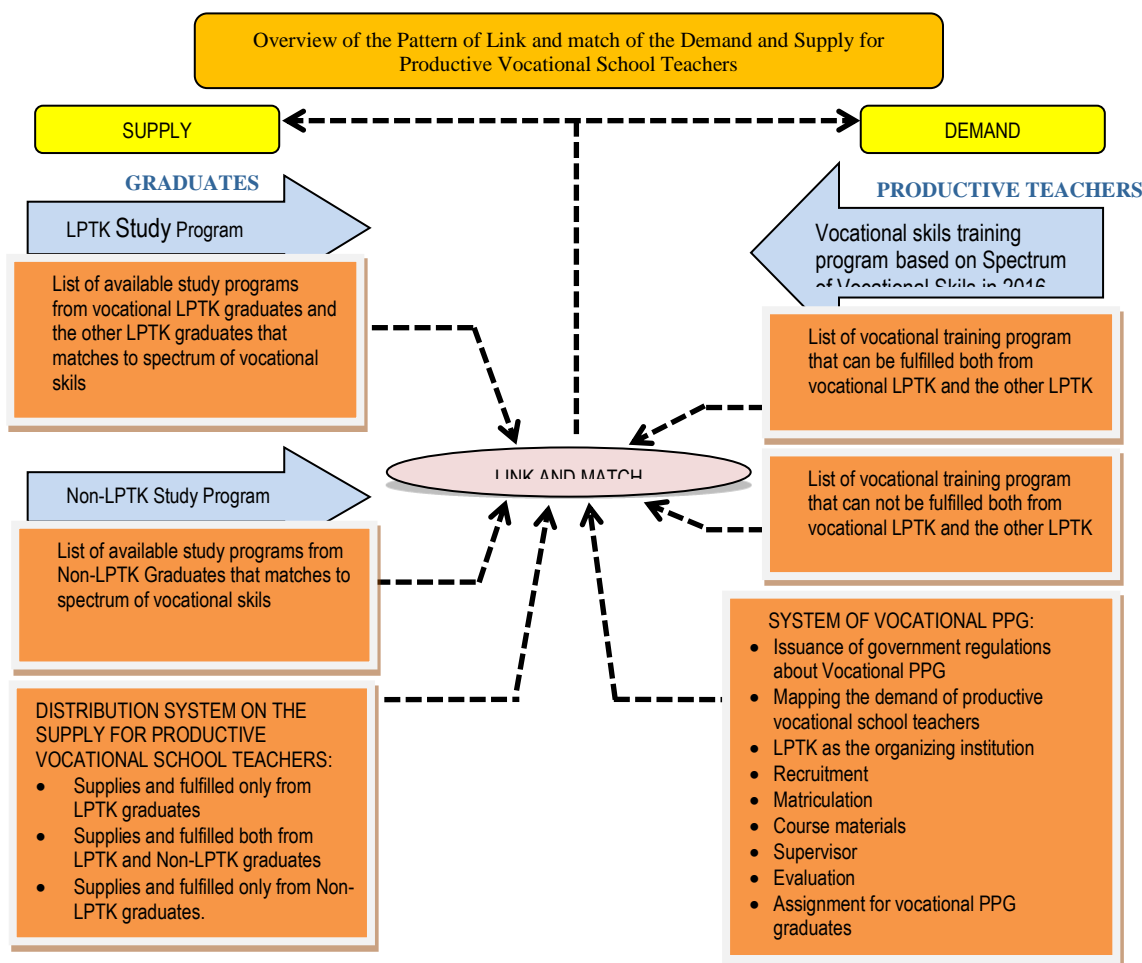 Overview of the Pattern of Link and match of the Demand and Supply for
Productive Vocational School Teachers
SUPPLY
DEMAND
GRADUATES
LPTK Study Program
List of available study programs
from vocational LPTK graduates and
the other LPTK graduates that
matches to spectrum of vocational
skils
Non-LPTK Study Program
List of available study programs from
Non-LPTK Graduates that matches to
spectrum of vocational skills
DISTRIBUTION SYSTEM ON THE
SUPPLY FOR PRODUCTIVE
VOCATIONAL SCHOOL TEACHERS:
• Supplies and fulfilled only from
LPTK graduates
• Supplies and fulfilled both from
LPTK and Non-LPTK graduates
• Supplies and fulfilled only from Non-
LPTK graduates.
LINK AND MATCH
PRODUCTIVE TEACHERS
Vocational skills training
program based on Spectrum
of Vocational Skils in 2016
List of vocational training program
that can be fulfilled both from
vocational LPTK and the other LPTK
List of vocational training program
that can not be fulfilled both from
vocational LPTK and the other LPTK
SYSTEM OF VOCATIONAL PPG:
• Issuance of government regulations
about Vocational PPG
• Mapping the demand of productive
vocational school teachers
• LPTK as the organizing institution
• Recruitment
• Matriculation
• Course materials
• Supervisor
• Evaluation
• Assignment for vocational PPG
graduates